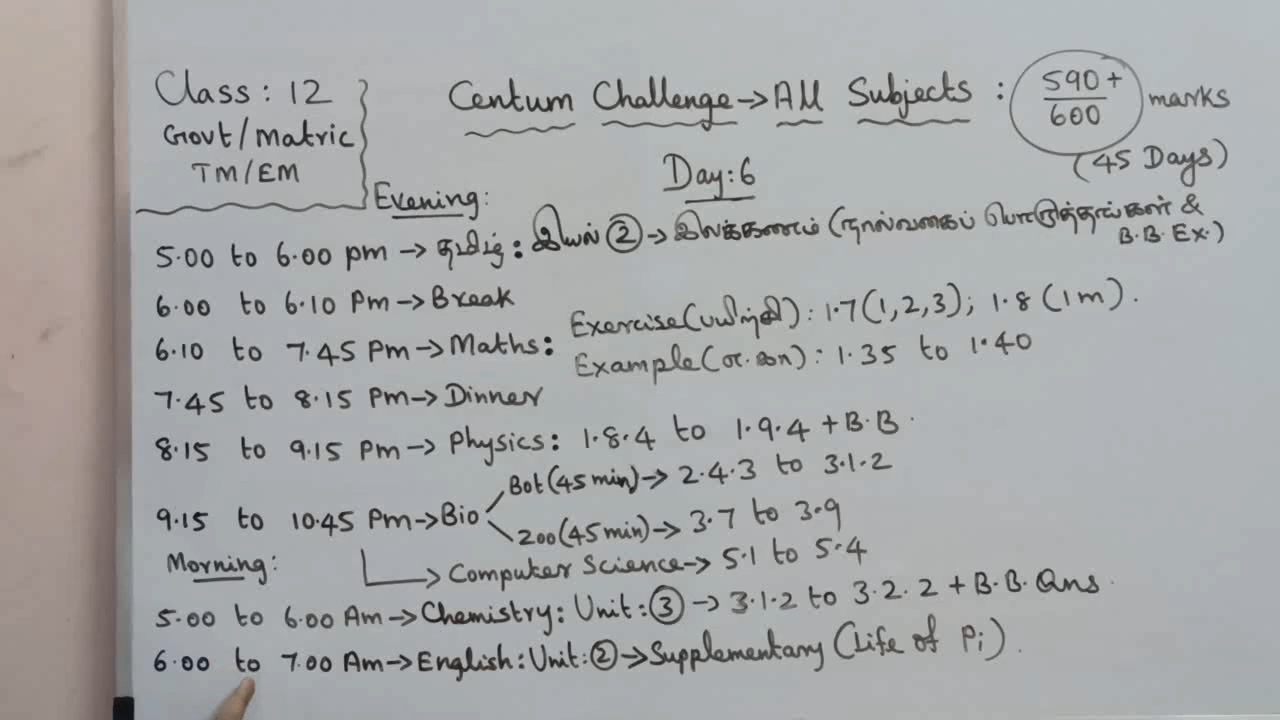 Class: 12
Govt/Matric
TM/EM
Centum Challenge → All Subjects : 590+/600 marks
(45 Days)
Day:6
Evening:
5.00 to 6.00 pm → தமிழ் : இயல் ② → இலக்கணம் (நால்வகைப் பொருத்தங்கள் &
B.B. Ex.)
6.00 to 6.10 Pm → Break
6.10 to 7.45 Pm → Maths: Exercise (பயிற்சி) : 1.7 (1,2,3); 1.8 (1m).
Example (எ.கா) : 1.35 to 1.40
7.45 to 8.15 Pm → Dinner
8.15 to 9.15 Pm → Physics: 1.8.4 to 1.9.4 + B.B.
9.15 to 10.45 Pm → Bio Bot (45 min) → 2.4.3 to 3.1.2
Zoo (45 min) → 3.7 to 3.9
→ Computer Science → 5.1 to 5.4
Morning:
5.00 to 6.00 Am → Chemistry: Unit: ③ → 3.1.2 to 3.2.2 + B.B. Qns.
6.00 to 7.00 Am → English: Unit: ② → Supplementary (Life of Pi).